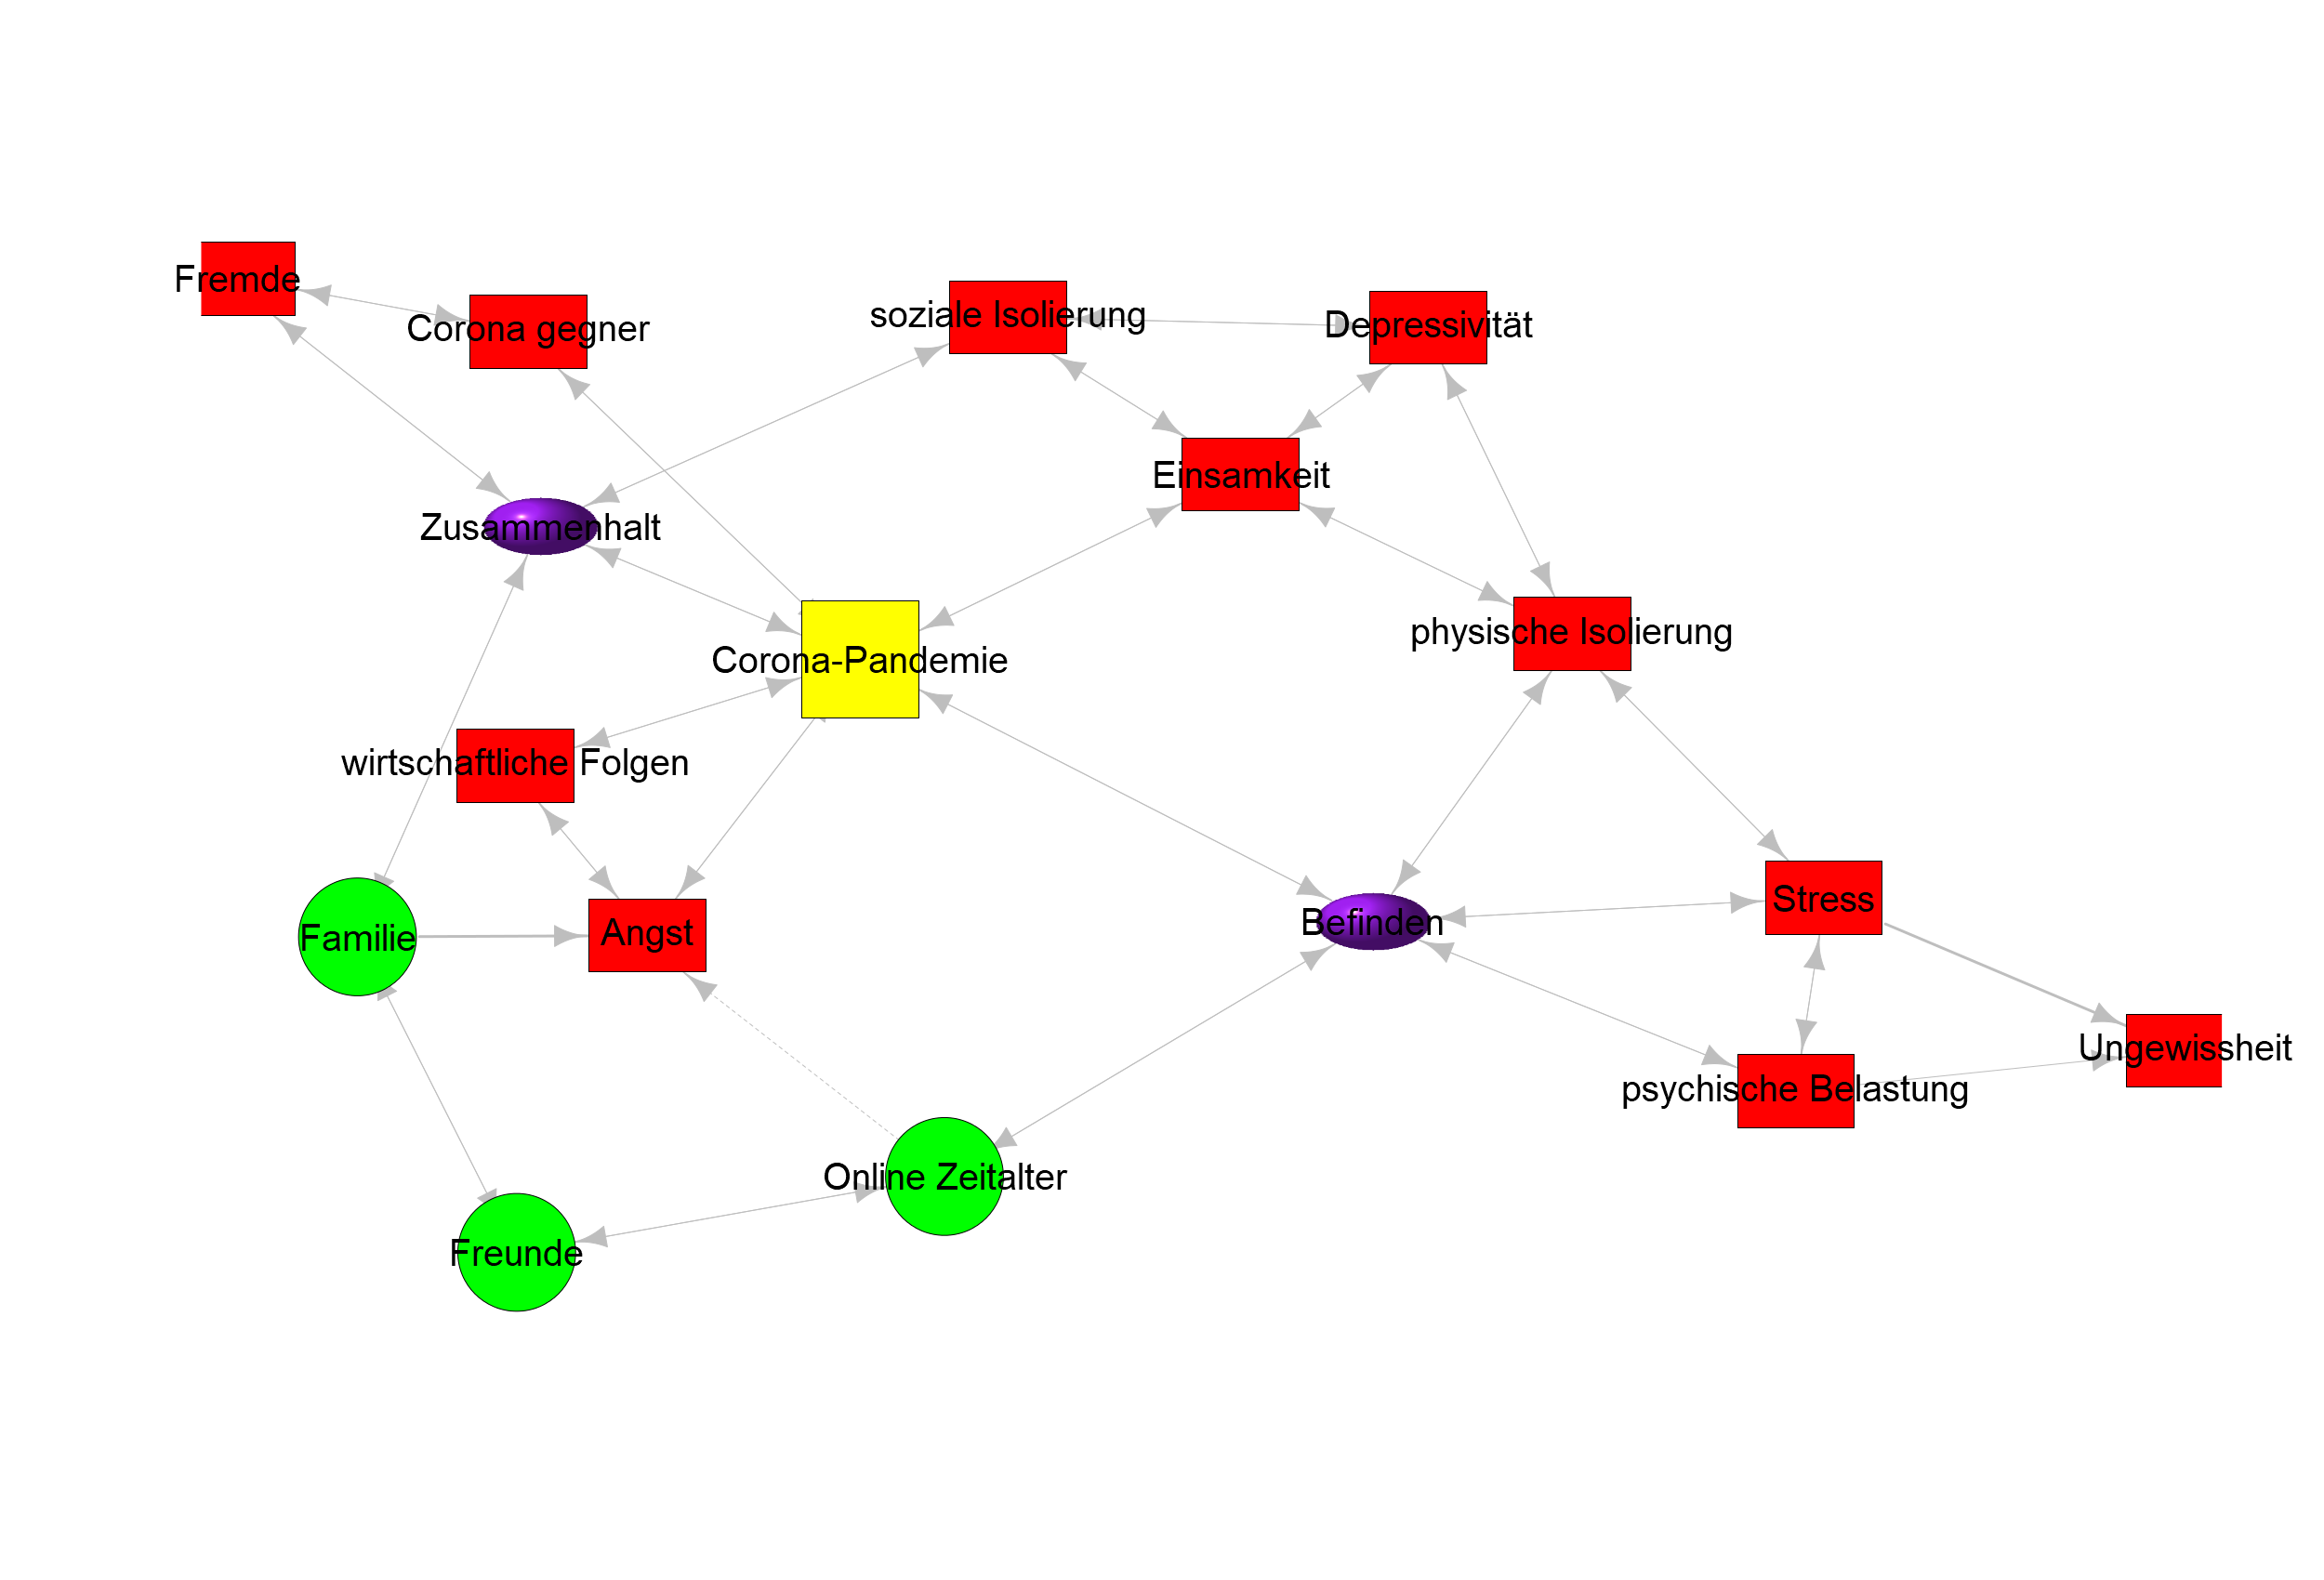 Fremde
Corona gegner
soziale Isolierung
Depressivität
Einsamkeit
Zusammenhalt
physische Isolierung
Corona-Pandemie
wirtschaftliche Folgen
Stress
Befinden
Angst
Familie
Ungewissheit
psychische Belastung
Online Zeitalter
Freunde